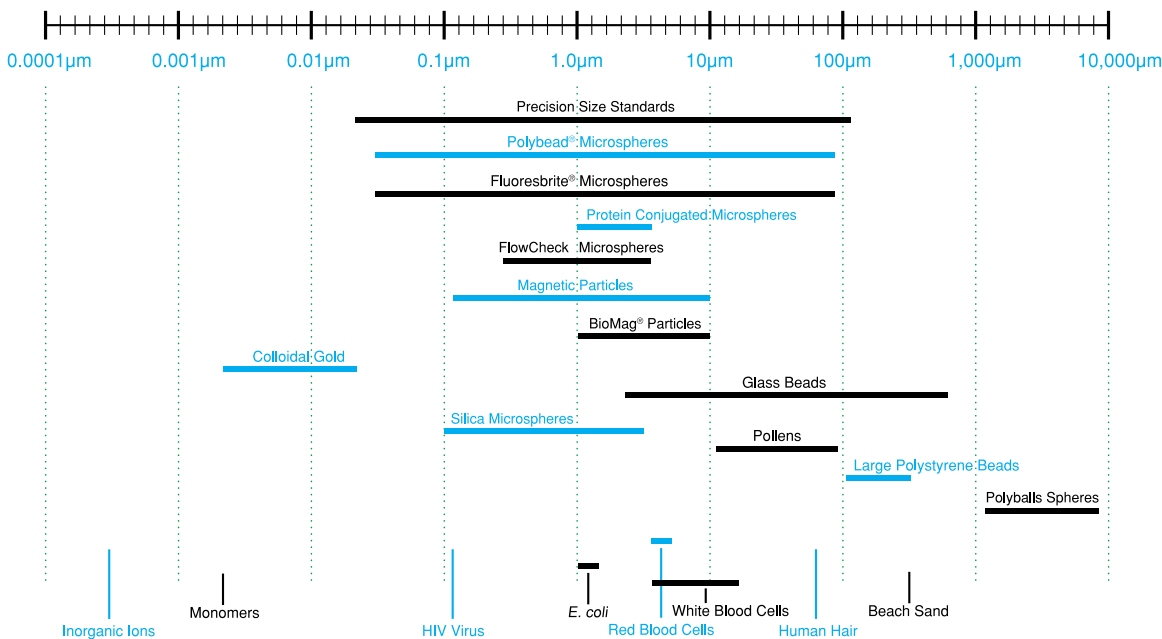 0.0001µm 0.001µm 0.01µm 0.1µm 1.0µm 10µm 100µm 1,000µm 10,000µm
Precision Size Standards
Polybead® Microspheres
Fluoresbrite® Microspheres
Protein Conjugated Microspheres
FlowCheck Microspheres
Magnetic Particles
BioMag® Particles
Colloidal Gold
Glass Beads
Silica Microspheres
Pollens
Large Polystyrene Beads
Polyballs Spheres
Monomers
E. coli
White Blood Cells
Beach Sand
Inorganic Ions
HIV Virus
Red Blood Cells
Human Hair